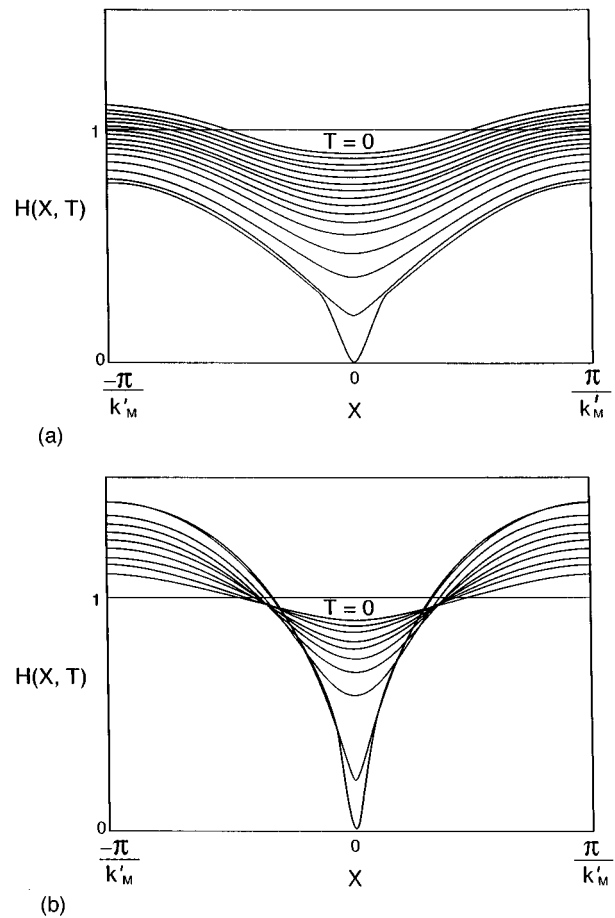 1
T = 0
H(X, T)
0
-π
k'M
0
π
k'M
X
(a)
1
T = 0
H(X, T)
0
-π
k'M
0
π
k'M
X
(b)